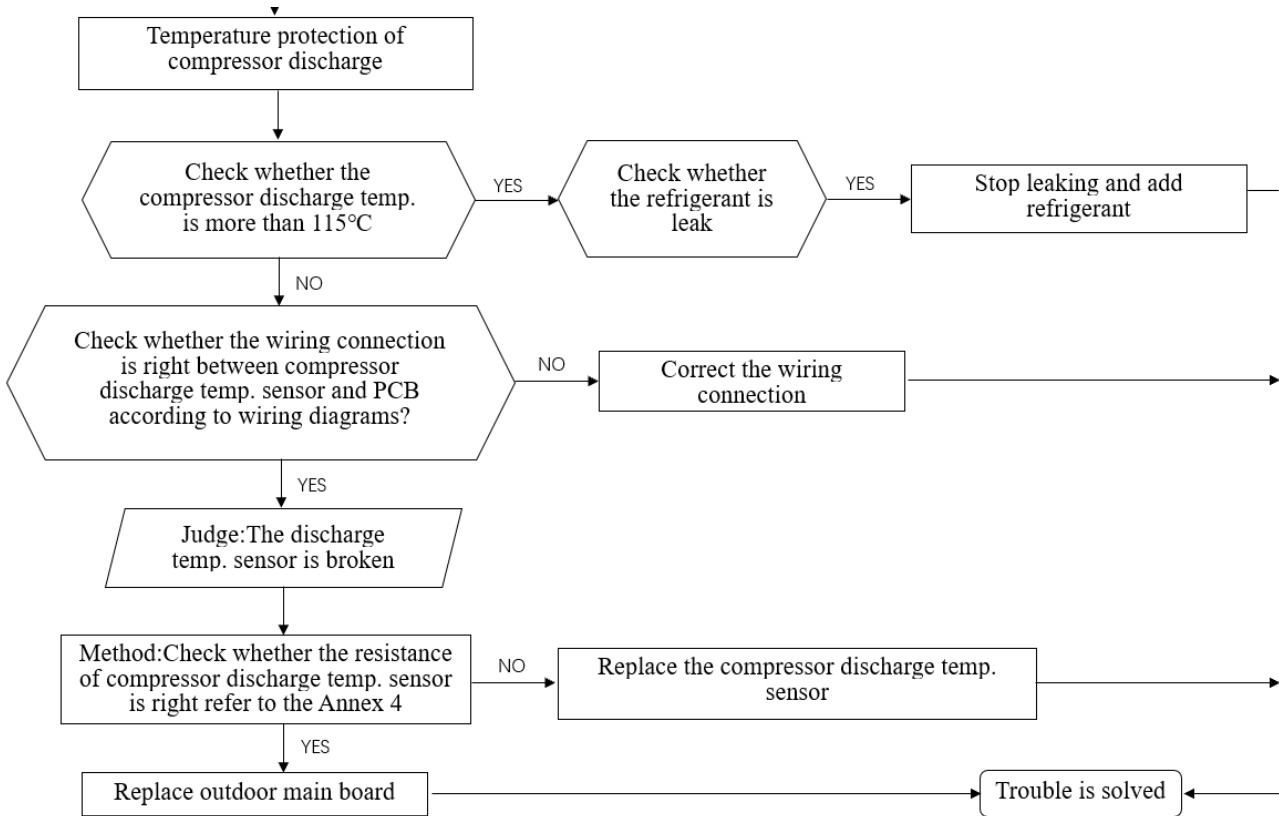 Temperature protection of
compressor discharge
Check whether the
compressor discharge temp.
is more than 115℃
YES
Check whether
the refrigerant is
leak
YES
Stop leaking and add
refrigerant
NO
Check whether the wiring connection
is right between compressor
discharge temp. sensor and PCB
according to wiring diagrams?
NO
Correct the wiring
connection
YES
Judge:The discharge
temp. sensor is broken
Method:Check whether the resistance
of compressor discharge temp. sensor
is right refer to the Annex 4
NO
Replace the compressor discharge temp.
sensor
YES
Replace outdoor main board
Trouble is solved